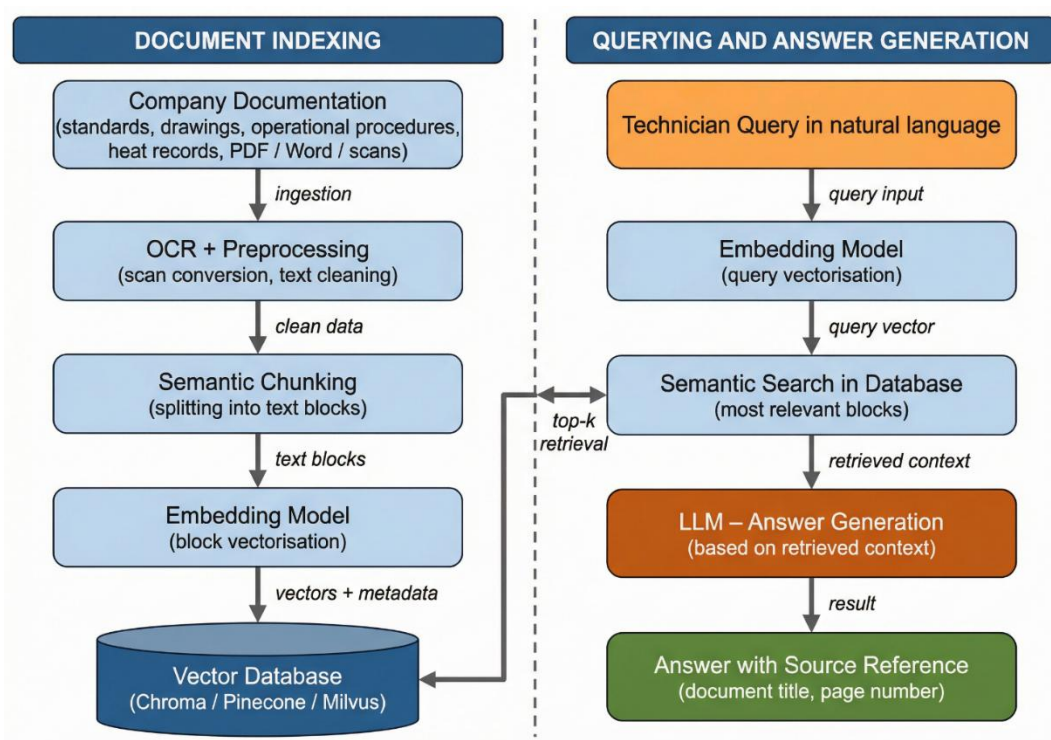 DOCUMENT INDEXING
Company Documentation
(standards, drawings, operational procedures,
heat records, PDF / Word / scans)
ingestion
OCR + Preprocessing
(scan conversion, text cleaning)
clean data
Semantic Chunking
(splitting into text blocks)
text blocks
Embedding Model
(block vectorisation)
vectors + metadata
Vector Database
(Chroma / Pinecone / Milvus)
top-k
retrieval
QUERYING AND ANSWER GENERATION
Technician Query in natural language
query input
Embedding Model
(query vectorisation)
query vector
Semantic Search in Database
(most relevant blocks)
retrieved context
LLM – Answer Generation
(based on retrieved context)
result
Answer with Source Reference
(document title, page number)